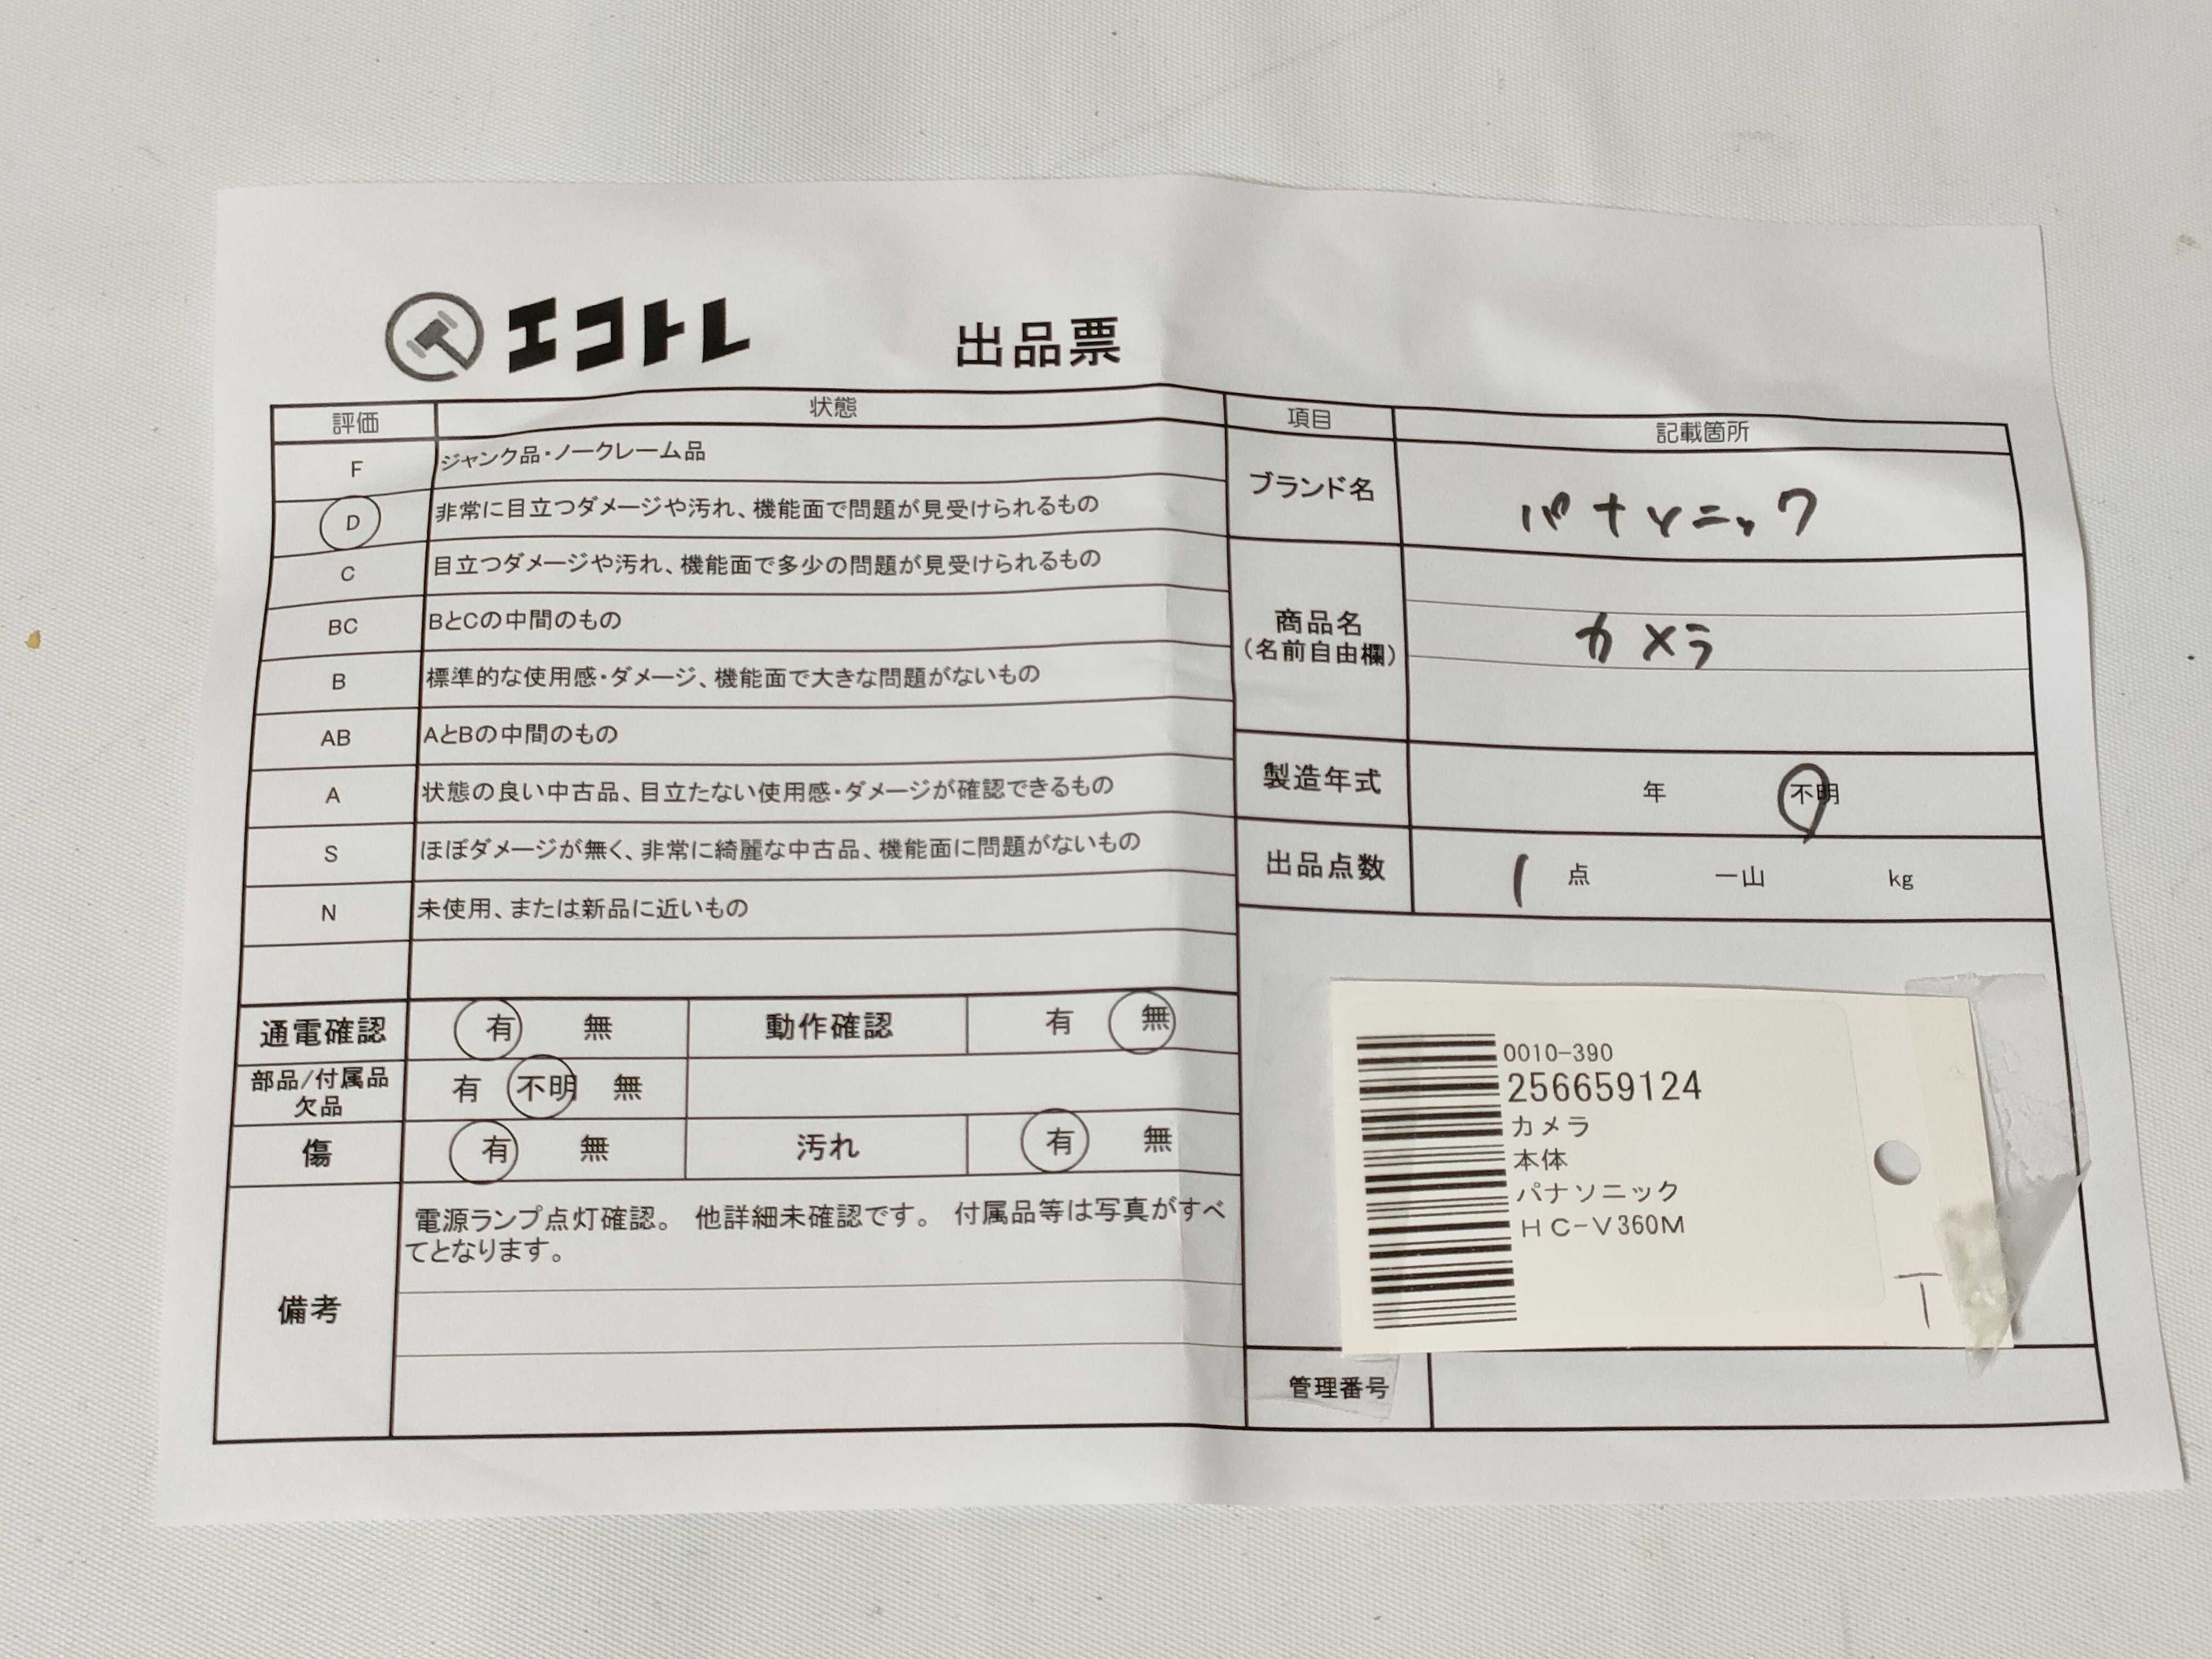 エコトレ
出品票
評価 状態
F ジャンク品・ノークレーム品
D 非常に目立つダメージや汚れ、機能面で問題が見受けられるもの
C 目立つダメージや汚れ、機能面で多少の問題が見受けられるもの
BC BとCの中間のもの
B 標準的な使用感・ダメージ、機能面で大きな問題がないもの
AB AとBの中間のもの
A 状態の良い中古品、目立たない使用感・ダメージが確認できるもの
S ほぼダメージが無く、非常に綺麗な中古品、機能面に問題がないもの
N 未使用、または新品に近いもの
通電確認 有 無 動作確認 有 無
部品/付属品
欠品 有 不明 無
傷 有 無 汚れ 有 無
備考
電源ランプ点灯確認。 他詳細未確認です。 付属品等は写真がすべ
てとなります。
項目 記載箇所
ブランド名 パナソニック
商品名
(名前自由欄) カメラ
製造年式 年 不明
出品点数 1 点 一山 kg
0010-390
256659124
カメラ
本体
パナソニック
HC-V360M
T
管理番号